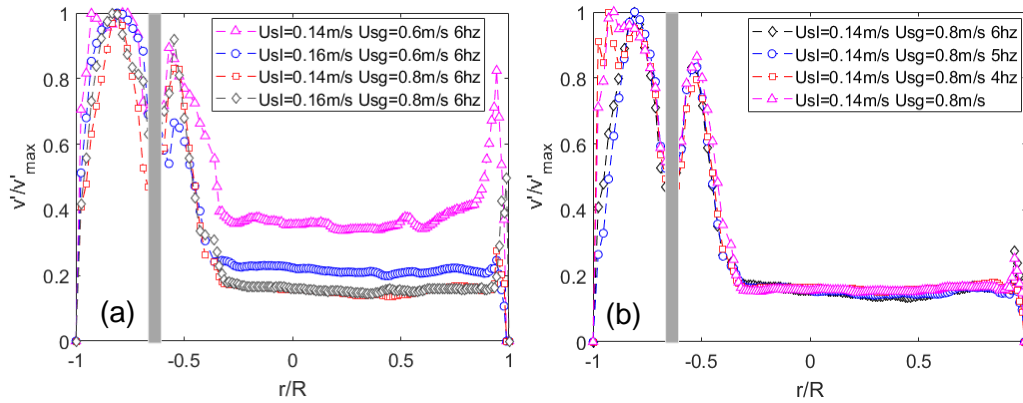 Usl=0.14m/s Usg=0.6m/s 6hz
Usl=0.16m/s Usg=0.6m/s 6hz
Usl=0.14m/s Usg=0.8m/s 6hz
Usl=0.16m/s Usg=0.8m/s 6hz
1
0.8
0.6
0.4
0.2
0
v'/v'max
(a)
-1
-0.5
0
0.5
1
r/R
Usl=0.14m/s Usg=0.8m/s 6hz
Usl=0.14m/s Usg=0.8m/s 5hz
Usl=0.14m/s Usg=0.8m/s 4hz
Usl=0.14m/s Usg=0.8m/s
1
0.8
0.6
0.4
0.2
0
v'/v'max
(b)
-1
-0.5
0
0.5
r/R